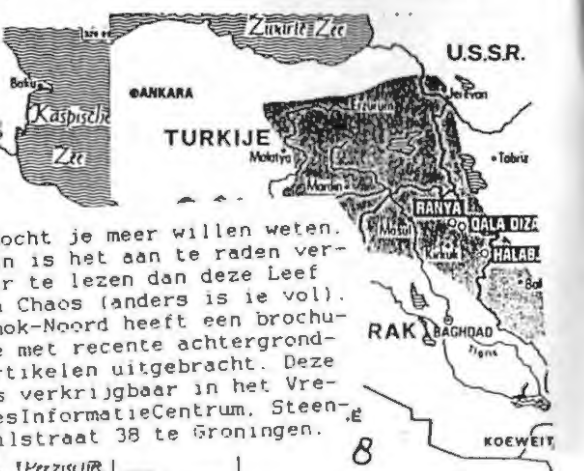 Zwarte Zee
U.S.S.R.
Baku
ANKARA
Jerevan
Erzurum
Kaspische
Zee
TURKIJE
Malatya
Tabriz
Mardin
RANYA
QALA DIZA
Mosul
Kirkuk
HALAB
RAK
BAGHDAD
Tigris
KOEWEIT
ocht je meer willen weten.
n is het aan te raden ver-
r te lezen dan deze Leef
Chaos (anders is ie vol).
ok-Noord heeft een brochu-
e met recente achtergrond-
rtikelen uitgebracht. Deze
s verkrijgbaar in het Vre-
esInformatieCentrum, Steen-
ilstraat 38 te Groningen.
8